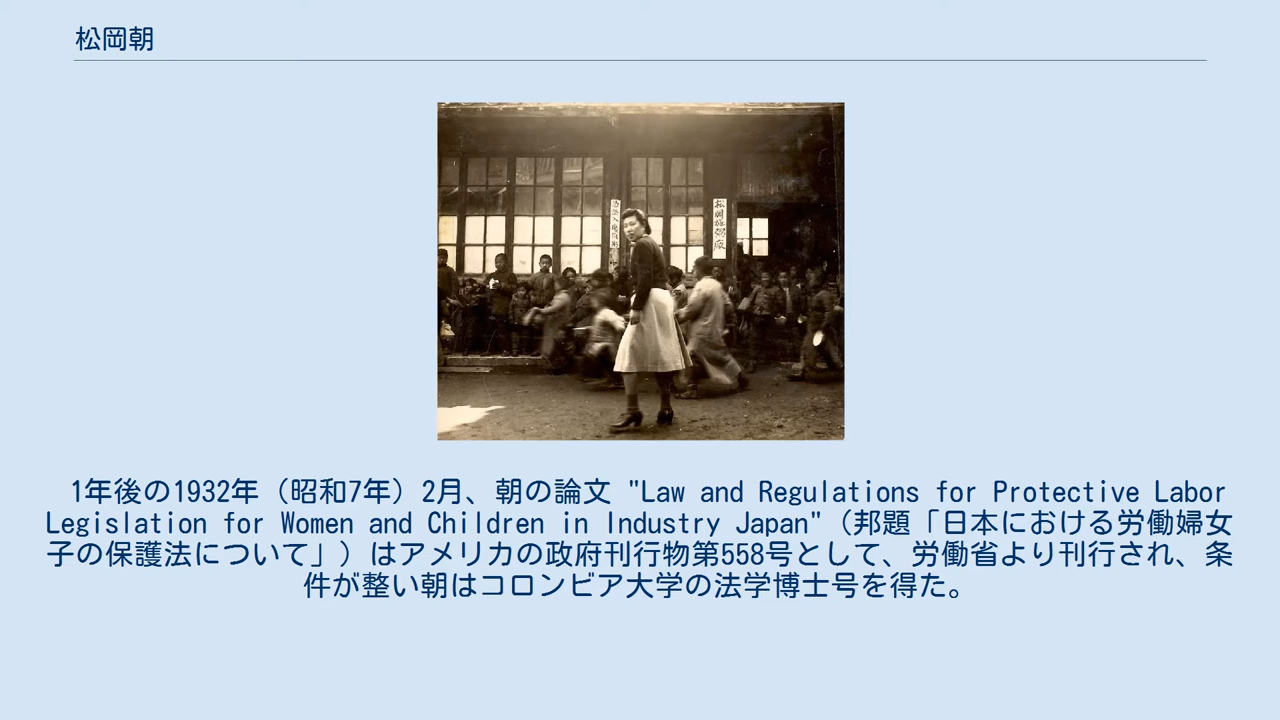 松岡朝
松岡施粥廠
1年後の1932年（昭和7年）2月、朝の論文 "Law and Regulations for Protective Labor
Legislation for Women and Children in Industry Japan"（邦題「日本における労働婦女
子の保護法について」）はアメリカの政府刊行物第558号として、労働省より刊行され、条
件が整い朝はコロンビア大学の法学博士号を得た。